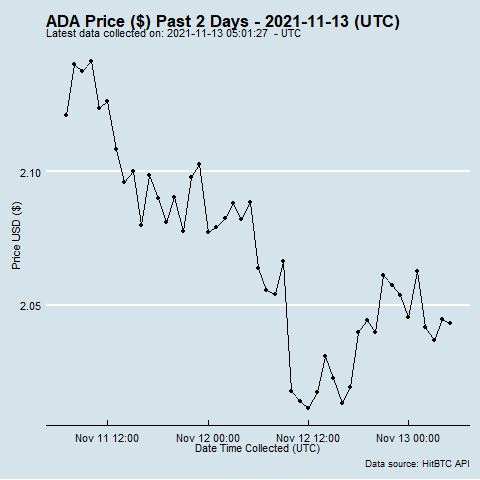 ADA Price ($) Past 2 Days - 2021-11-13 (UTC)
Latest data collected on: 2021-11-13 05:01:27  - UTC
2.10
Price USD ($)
2.05
Nov 11 12:00 Nov 12 00:00 Nov 12 12:00 Nov 13 00:00
Date Time Collected (UTC)
Data source: HitBTC API